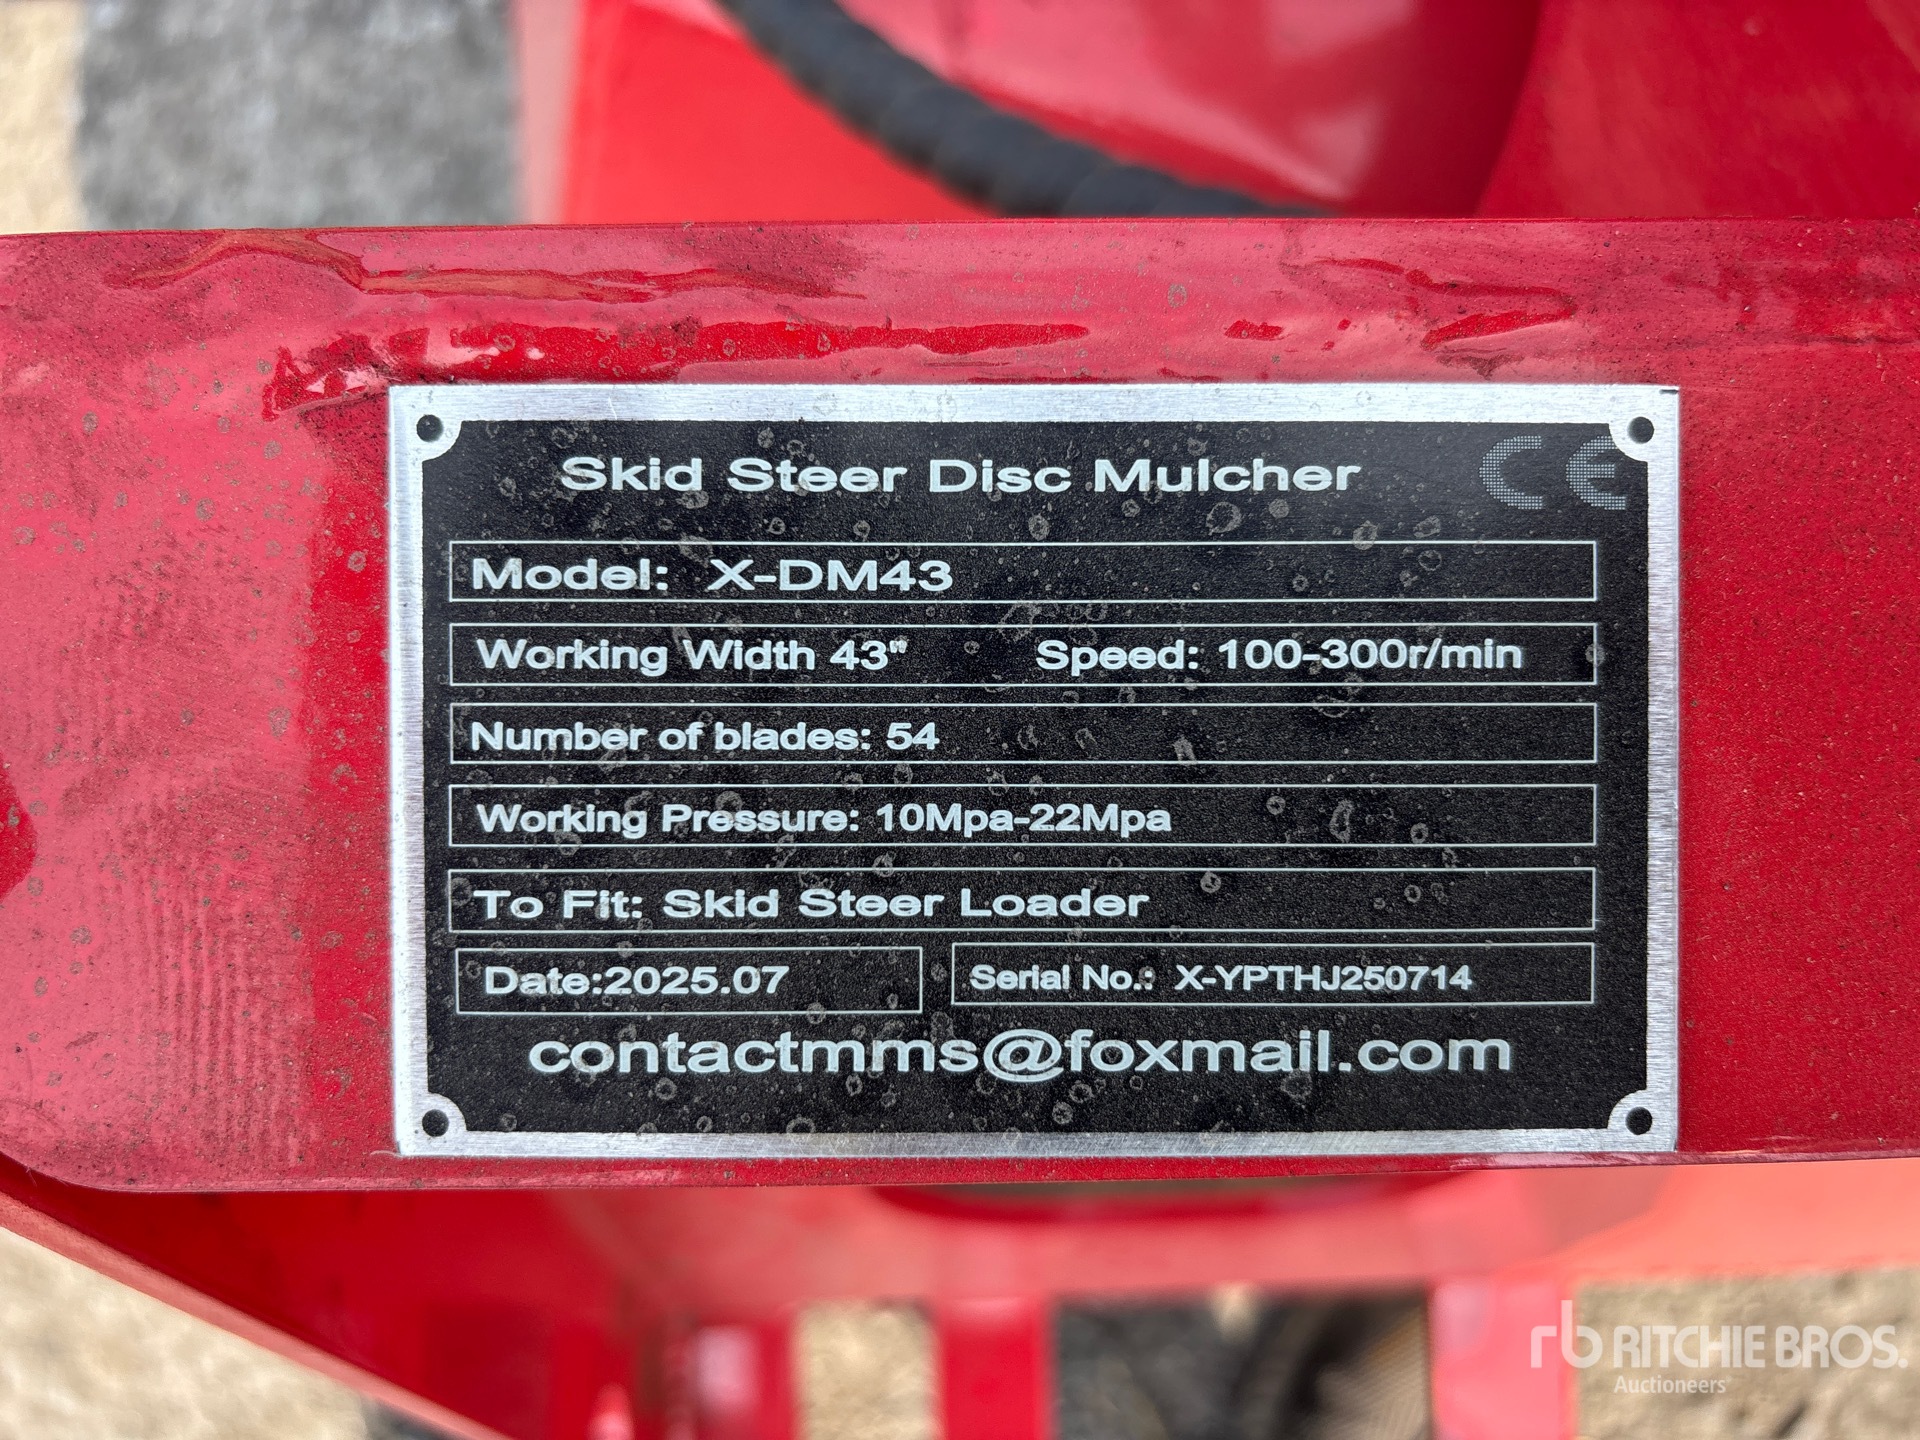 Skid Steer Disc Mulcher CE
Model: X-DM43
Working Width 43" Speed: 100-300r/min
Number of blades: 54
Working Pressure: 10Mpa-22Mpa
To Fit: Skid Steer Loader
Date:2025.07 Serial No.: X-YPTHJ250714
contactmms@foxmail.com
rb RITCHIE BROS.
Auctioneers